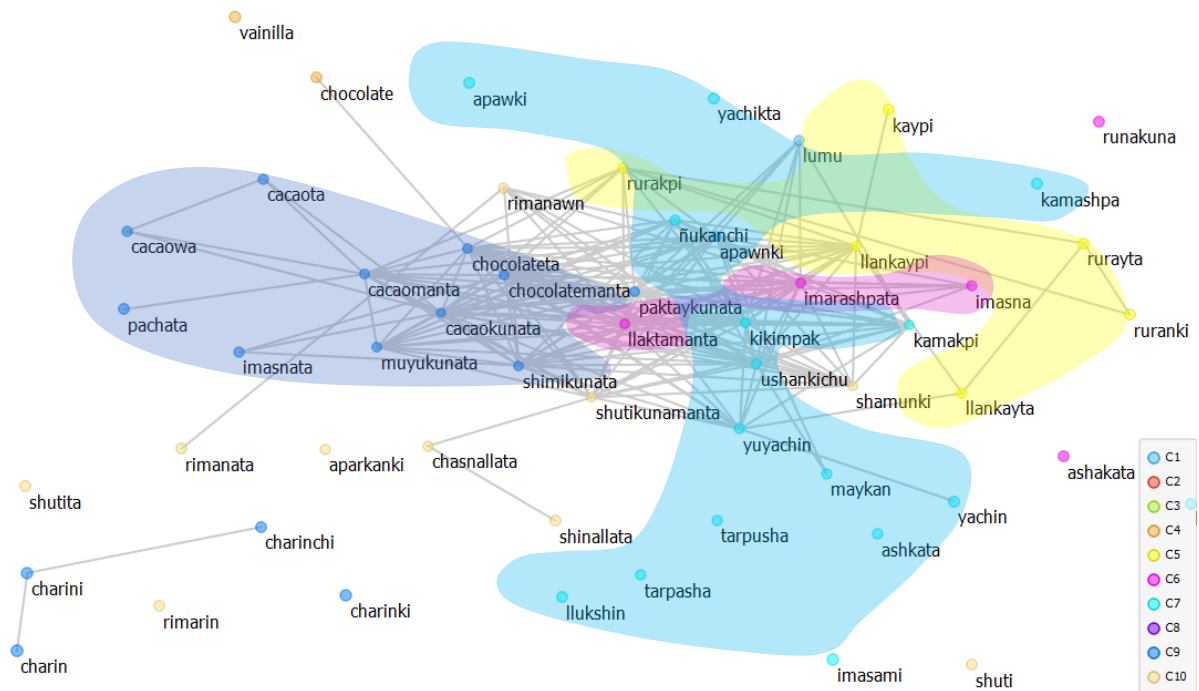 vainilla
chocolate
apawki
yachikta
kaypi
runakuna
lumu
cacaota
rurakpi
kamashpa
rimanawn
cacaowa
ñukanchi
apawnki
llankaypi
rurayta
chocolateta
cacaomanta
chocolatemanta
imarashpata
imasna
pachata
paktaykunata
ruranki
cacaokunata
llaktamanta
kikimpak
kamakpi
imasnata
muyukunata
shimikunata
ushankichu
shutikunamanta
shamunki
llankayta
rimanata
aparkanki
chasnallata
yuyachin
ashakata
shutita
maykan
yachin
charinchi
shinallata
tarpusha
ashkata
charini
tarpasha
rimarin
charinki
llukshin
charin
imasami
shuti
C1
C2
C3
C4
C5
C6
C7
C8
C9
C10